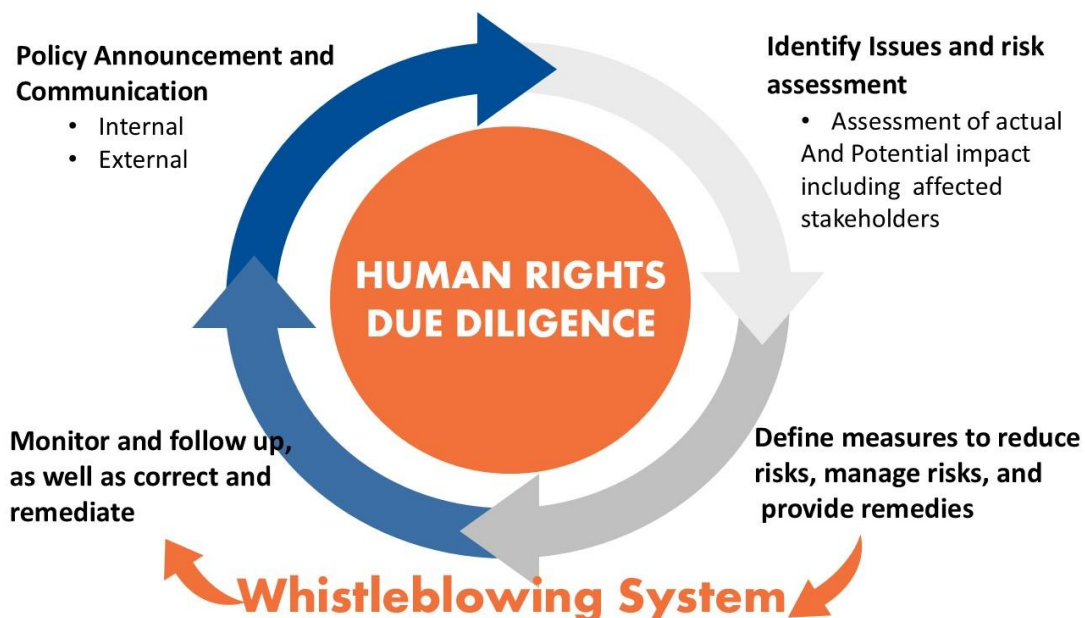 Policy Announcement and
Communication
• Internal
• External
Identify Issues and risk
assessment
• Assessment of actual
And Potential impact
including affected
stakeholders
HUMAN RIGHTS
DUE DILIGENCE
Monitor and follow up,
as well as correct and
remediate
Define measures to reduce
risks, manage risks, and
provide remedies
Whistleblowing System